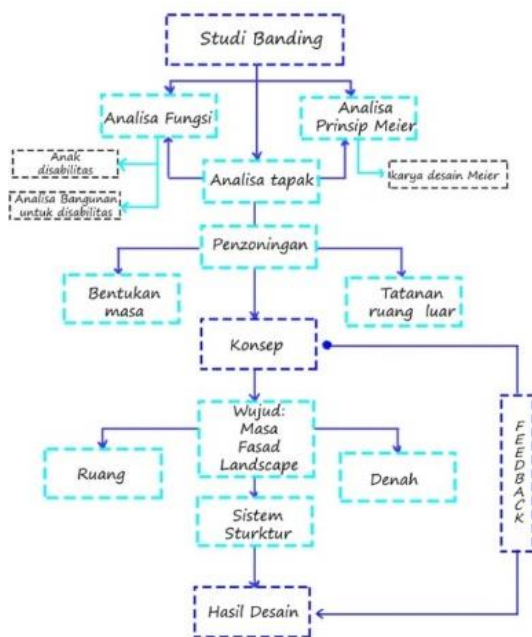 Studi Banding
Analisa Fungsi
Analisa
Prinsip Meier
Anak
disabilitas
Analisa Bangunan
untuk disabilitas
Analisa tapak
karya desain Meier
Penzoningan
Bentukan
masa
Tatanan
ruang luar
Konsep
Wujud:
Masa
Fasad
Landscape
Ruang
Denah
FEEDBACK
Sistem
Sturktur
Hasil Desain